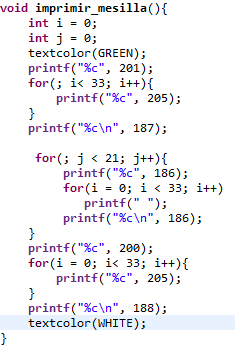 void imprimir_mesilla(){
    int i = 0;
    int j = 0;
    textcolor(GREEN);
    printf("%c", 201);
    for(; i< 33; i++){
        printf("%c", 205);
    }
    printf("%c\n", 187);

     for(; j < 21; j++){
         printf("%c", 186);
         for(i = 0; i < 33; i++)
            printf(" ");
         printf("%c\n", 186);
    }
    printf("%c", 200);
    for(i = 0; i< 33; i++){
        printf("%c", 205);
    }
    printf("%c\n", 188);
    textcolor(WHITE);
}